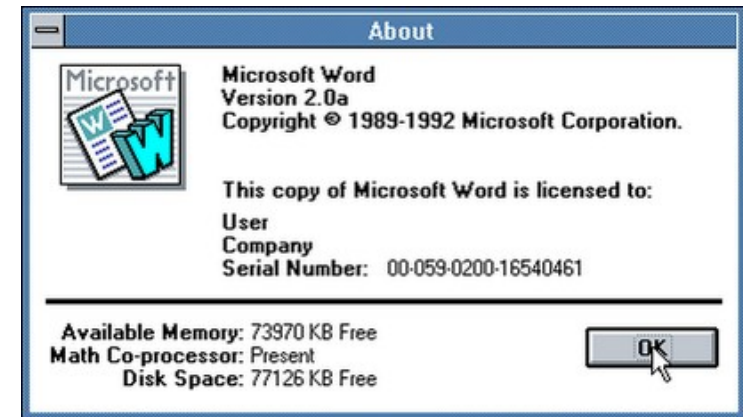 About
Microsoft
Microsoft Word
Version 2.0a
Copyright © 1989-1992 Microsoft Corporation.
This copy of Microsoft Word is licensed to:
User
Company
Serial Number: 00-059-0200-16540461
Available Memory: 73970 KB Free
Math Co-processor: Present
Disk Space: 77126 KB Free
OK